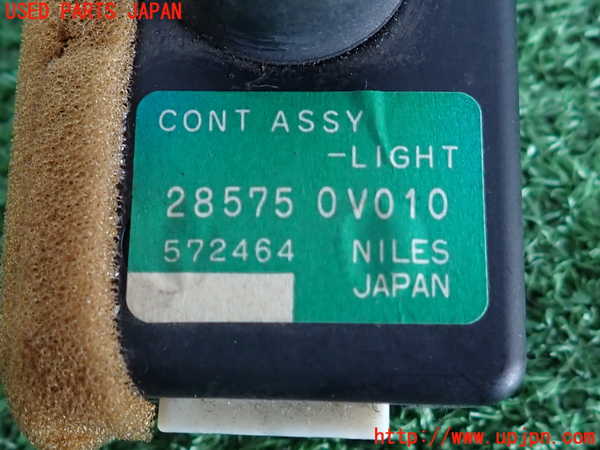 USED PARTS JAPAN
CONT ASSY
-LIGHT
28575 0V010
572464 NILES
JAPAN
http://www.upjpn.com/